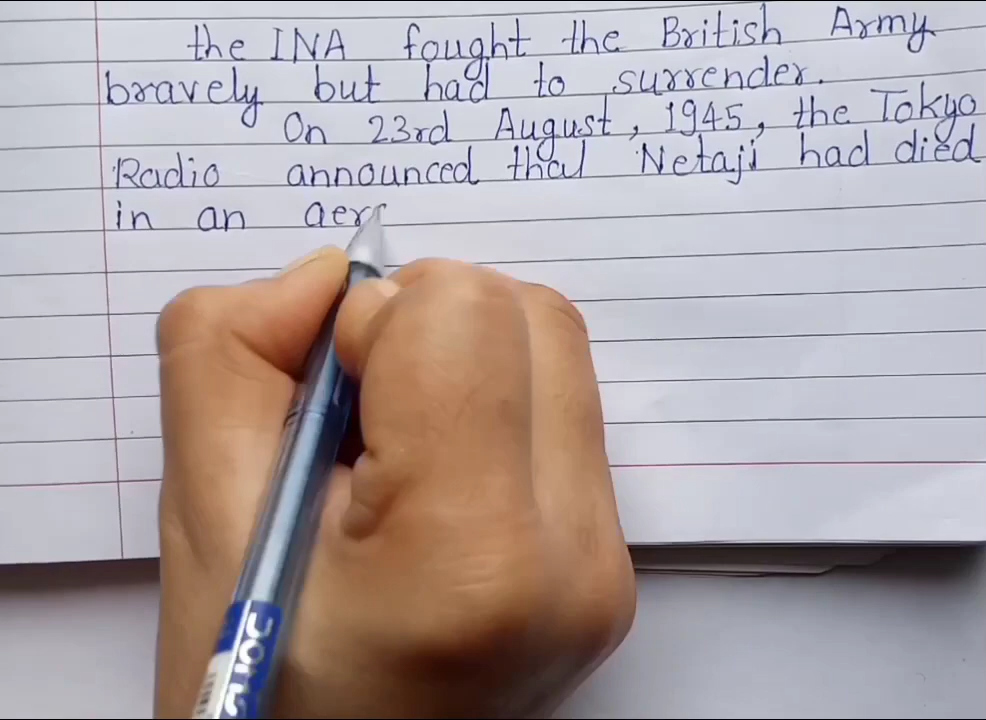 the INA fought the British Army
bravely but had to surrender.
On 23rd August, 1945, the Tokyo
Radio announced that Netaji had died
in an aer